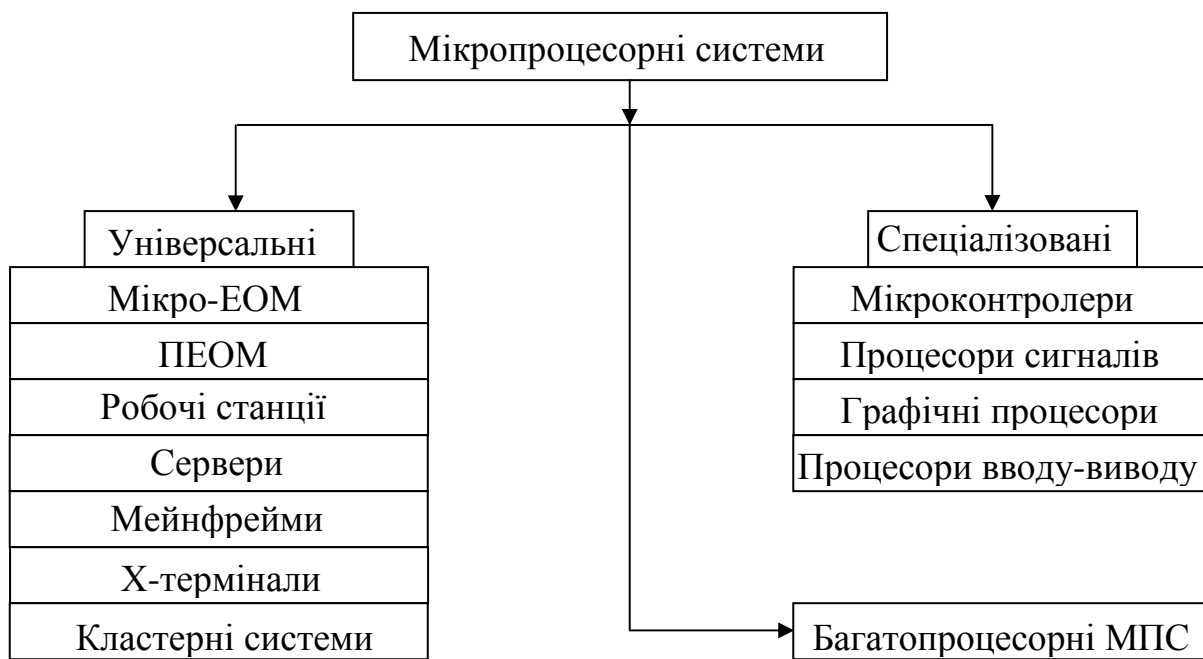 Мікропроцесорні системи
Універсальні
Мікро-ЕОМ
ПЕОМ
Робочі станції
Сервери
Мейнфрейми
Х-термінали
Кластерні системи
Спеціалізовані
Мікроконтролери
Процесори сигналів
Графічні процесори
Процесори вводу-виводу
Багатопроцесорні МПС